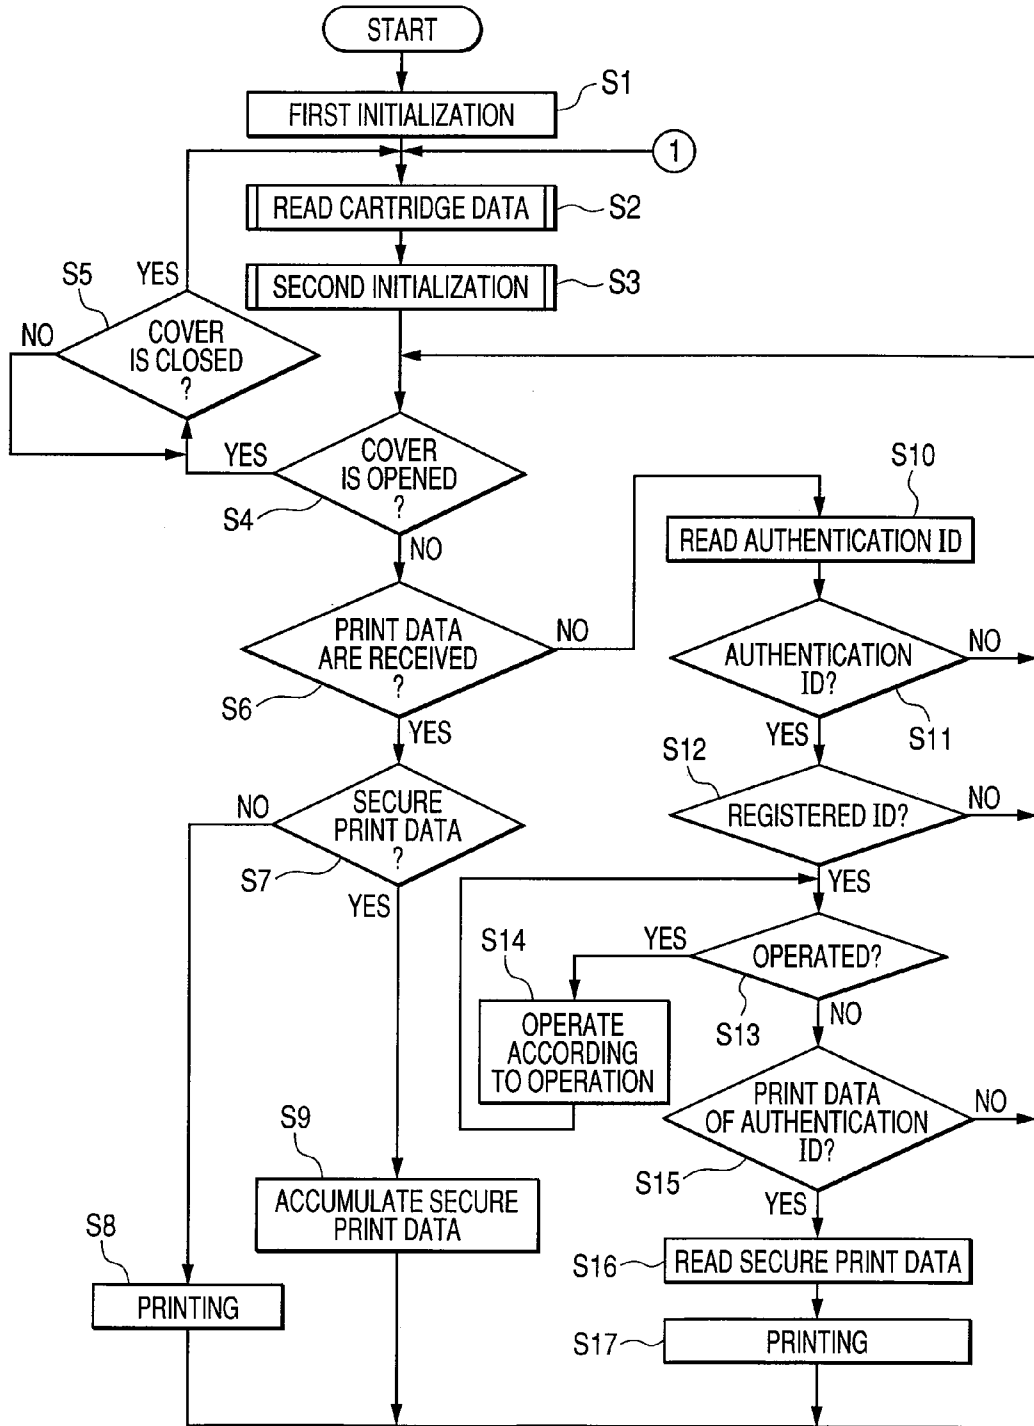 START
S1
FIRST INITIALIZATION
1
READ CARTRIDGE DATA
S2
SECOND INITIALIZATION
S3
S5
YES
NO
COVER
IS CLOSED
?
YES
COVER
IS OPENED
?
S4
NO
S10
READ AUTHENTICATION ID
PRINT DATA
ARE RECEIVED
?
NO
S6
YES
AUTHENTICATION
ID?
NO
S11
YES
S12
REGISTERED ID?
NO
YES
SECURE
PRINT DATA
?
NO
S7
YES
S14
YES
OPERATED?
S13
NO
OPERATE
ACCORDING
TO OPERATION
PRINT DATA
OF AUTHENTICATION
ID?
NO
S15
YES
S9
ACCUMULATE SECURE
PRINT DATA
S8
PRINTING
S16
READ SECURE PRINT DATA
S17
PRINTING